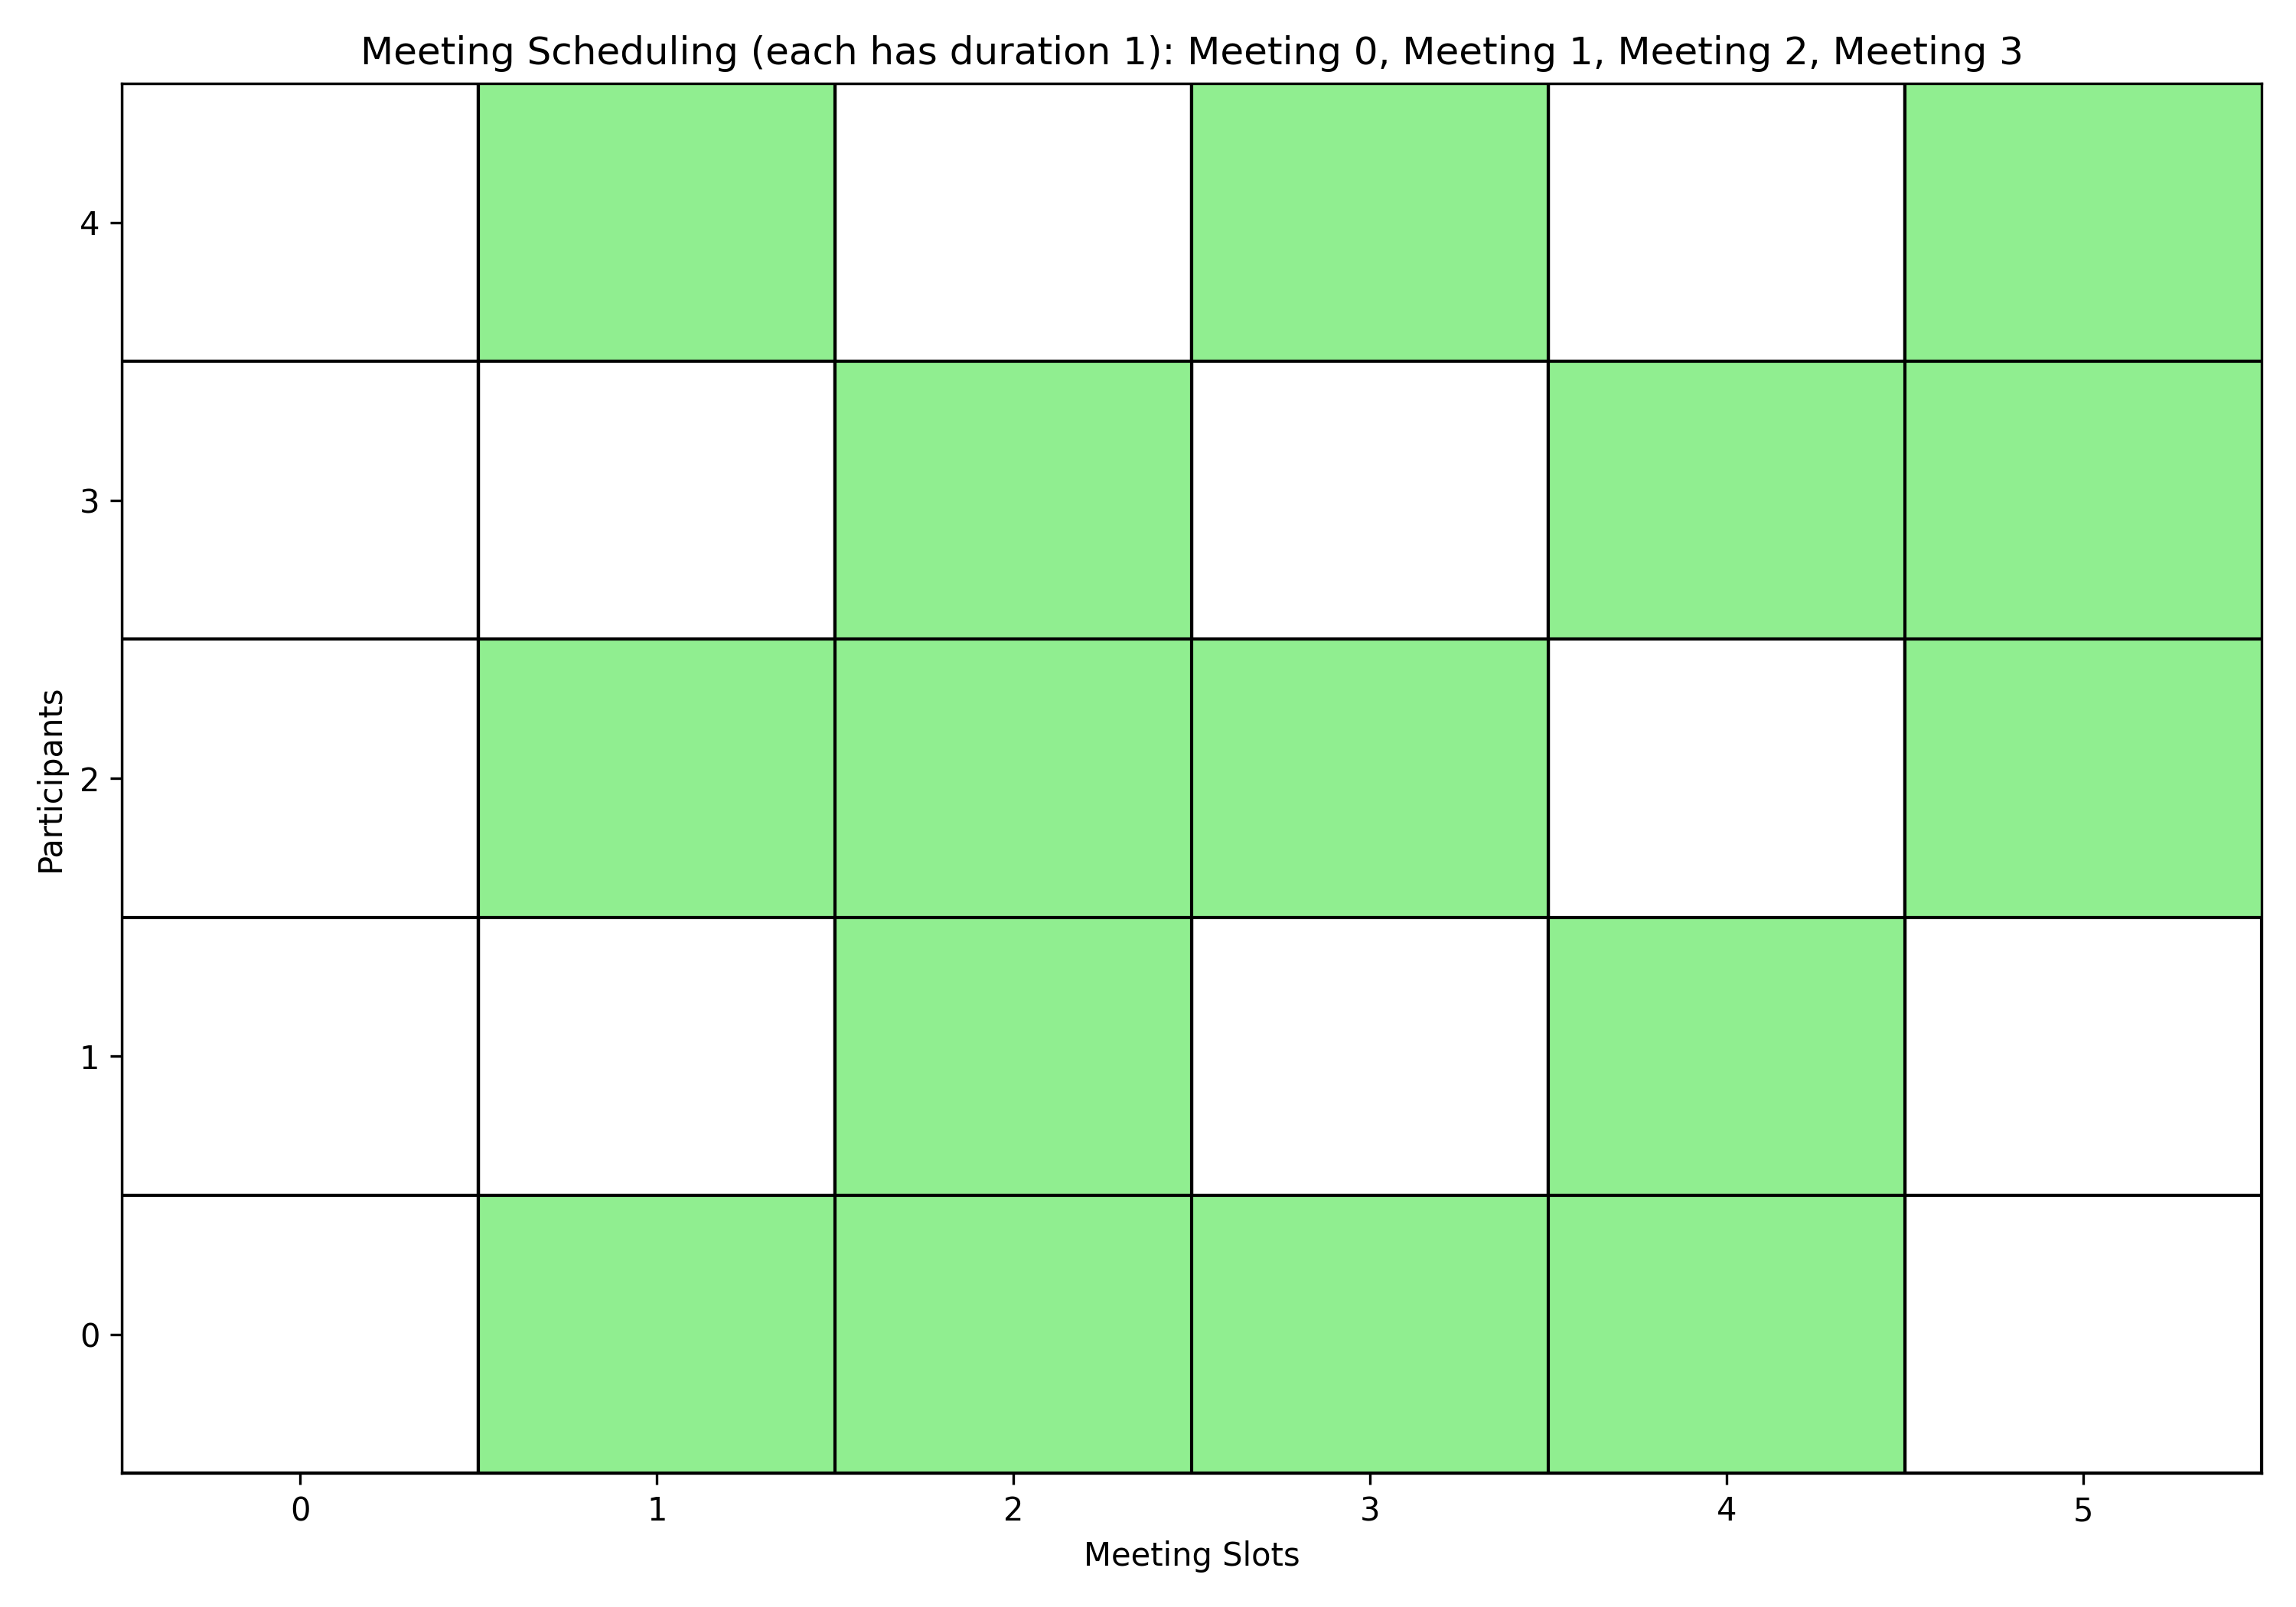 Meeting Scheduling (each has duration 1): Meeting 0, Meeting 1, Meeting 2, Meeting 3
4
3
2
1
0
Participants
0 1 2 3 4 5
Meeting Slots